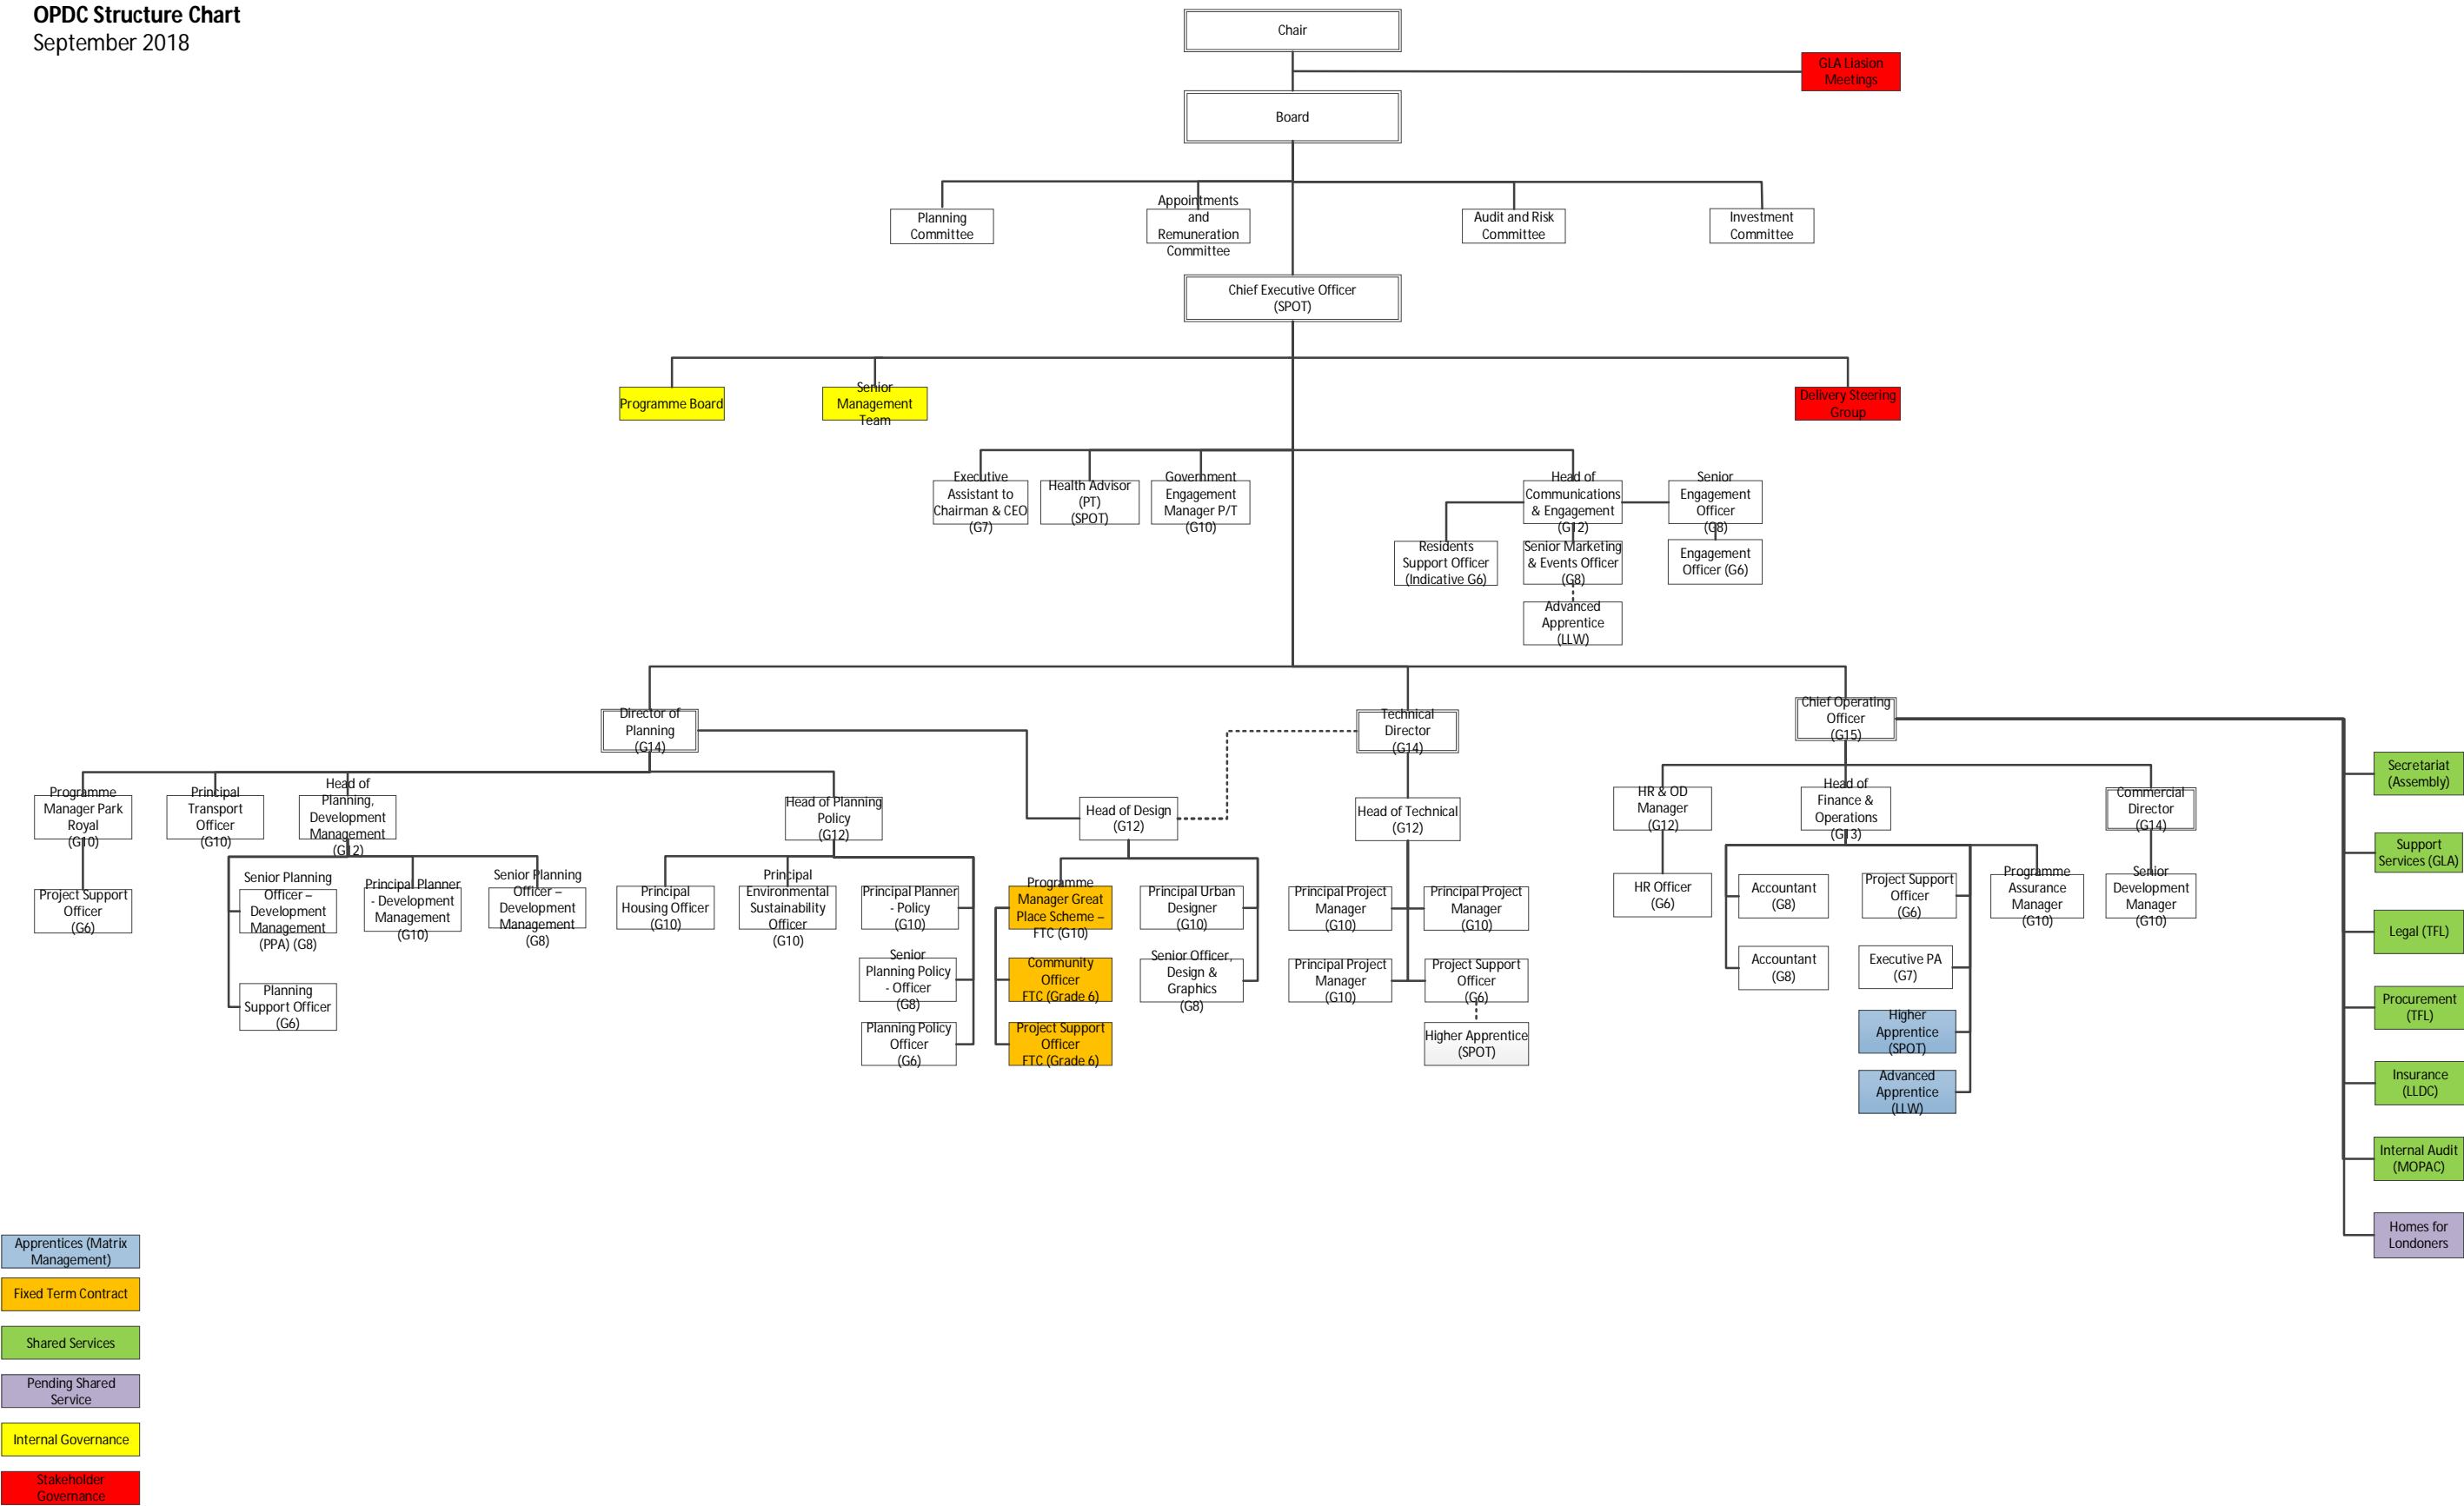 OPDC Structure Chart
September 2018
Chair
GLA Liasion
Meetings
Board
Planning
Committee
Appointments
and
Remuneration
Committee
Audit and Risk
Committee
Investment
Committee
Chief Executive Officer
(SPOT)
Programme Board
Senior
Management
Team
Delivery Steering
Group
Executive
Assistant to
Chairman & CEO
(G7)
Health Advisor
(PT)
(SPOT)
Government
Engagement
Manager P/T
(G10)
Head of
Communications
& Engagement
(G12)
Senior
Engagement
Officer
(G8)
Residents
Support Officer
(Indicative G6)
Senior Marketing
& Events Officer
(G8)
Engagement
Officer (G6)
Advanced
Apprentice
(LLW)
Director of
Planning
(G14)
Technical
Director
(G14)
Chief Operating
Officer
(G15)
Programme
Manager Park
Royal
(G10)
Principal
Transport
Officer
(G10)
Head of
Planning,
Development
Management
(G12)
Head of Planning
Policy
(G12)
Head of Design
(G12)
Head of Technical
(G12)
HR & OD
Manager
(G12)
Head of
Finance &
Operations
(G13)
Commercial
Director
(G14)
Secretariat
(Assembly)
Support
Services (GLA)
Legal (TFL)
Procurement
(TFL)
Insurance
(LLDC)
Internal Audit
(MOPAC)
Homes for
Londoners
Project Support
Officer
(G6)
Senior Planning
Officer –
Development
Management
(PPA) (G8)
Principal Planner
- Development
Management
(G10)
Senior Planning
Officer –
Development
Management
(G8)
Planning
Support Officer
(G6)
Principal
Housing Officer
(G10)
Principal
Environmental
Sustainability
Officer
(G10)
Principal Planner
- Policy
(G10)
Senior
Planning Policy
- Officer
(G8)
Planning Policy
Officer
(G6)
Programme
Manager Great
Place Scheme –
FTC (G10)
Community
Officer
FTC (Grade 6)
Project Support
Officer
FTC (Grade 6)
Principal Urban
Designer
(G10)
Senior Officer,
Design &
Graphics
(G8)
Principal Project
Manager
(G10)
Principal Project
Manager
(G10)
Principal Project
Manager
(G10)
Project Support
Officer
(G6)
Higher Apprentice
(SPOT)
HR Officer
(G6)
Accountant
(G8)
Accountant
(G8)
Project Support
Officer
(G6)
Executive PA
(G7)
Higher
Apprentice
(SPOT)
Advanced
Apprentice
(LLW)
Programme
Assurance
Manager
(G10)
Senior
Development
Manager
(G10)
Apprentices (Matrix
Management)
Fixed Term Contract
Shared Services
Pending Shared
Service
Internal Governance
Stakeholder
Governance